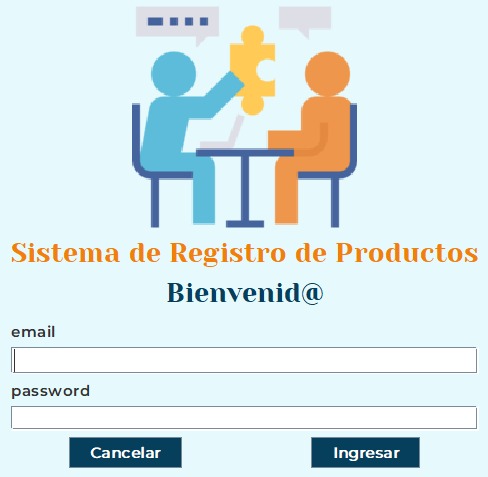 Sistema de Registro de Productos
Bienvenid@
email
password
Cancelar
Ingresar